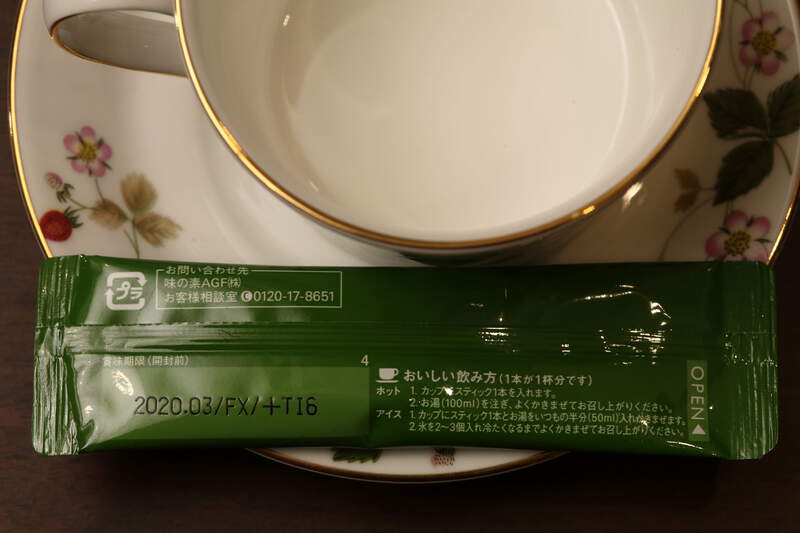 プラ
お問い合わせ先
味の素AGF㈱
お客様相談室 0120-17-8651
賞味期限(開封前)
4
2020.03/FX/+TI6
おいしい飲み方(1本が1杯分です)
ホット 1.カップにスティック1本を入れます。
2.お湯(100ml)を注ぎ、よくかきまぜてお召し上がりください。
アイス 1.カップにスティック1本とお湯をいつもの半分(50ml)入れかきまぜます。
2.氷を2〜3個入れ冷たくなるまでよくかきまぜてお召し上がりください。
OPEN